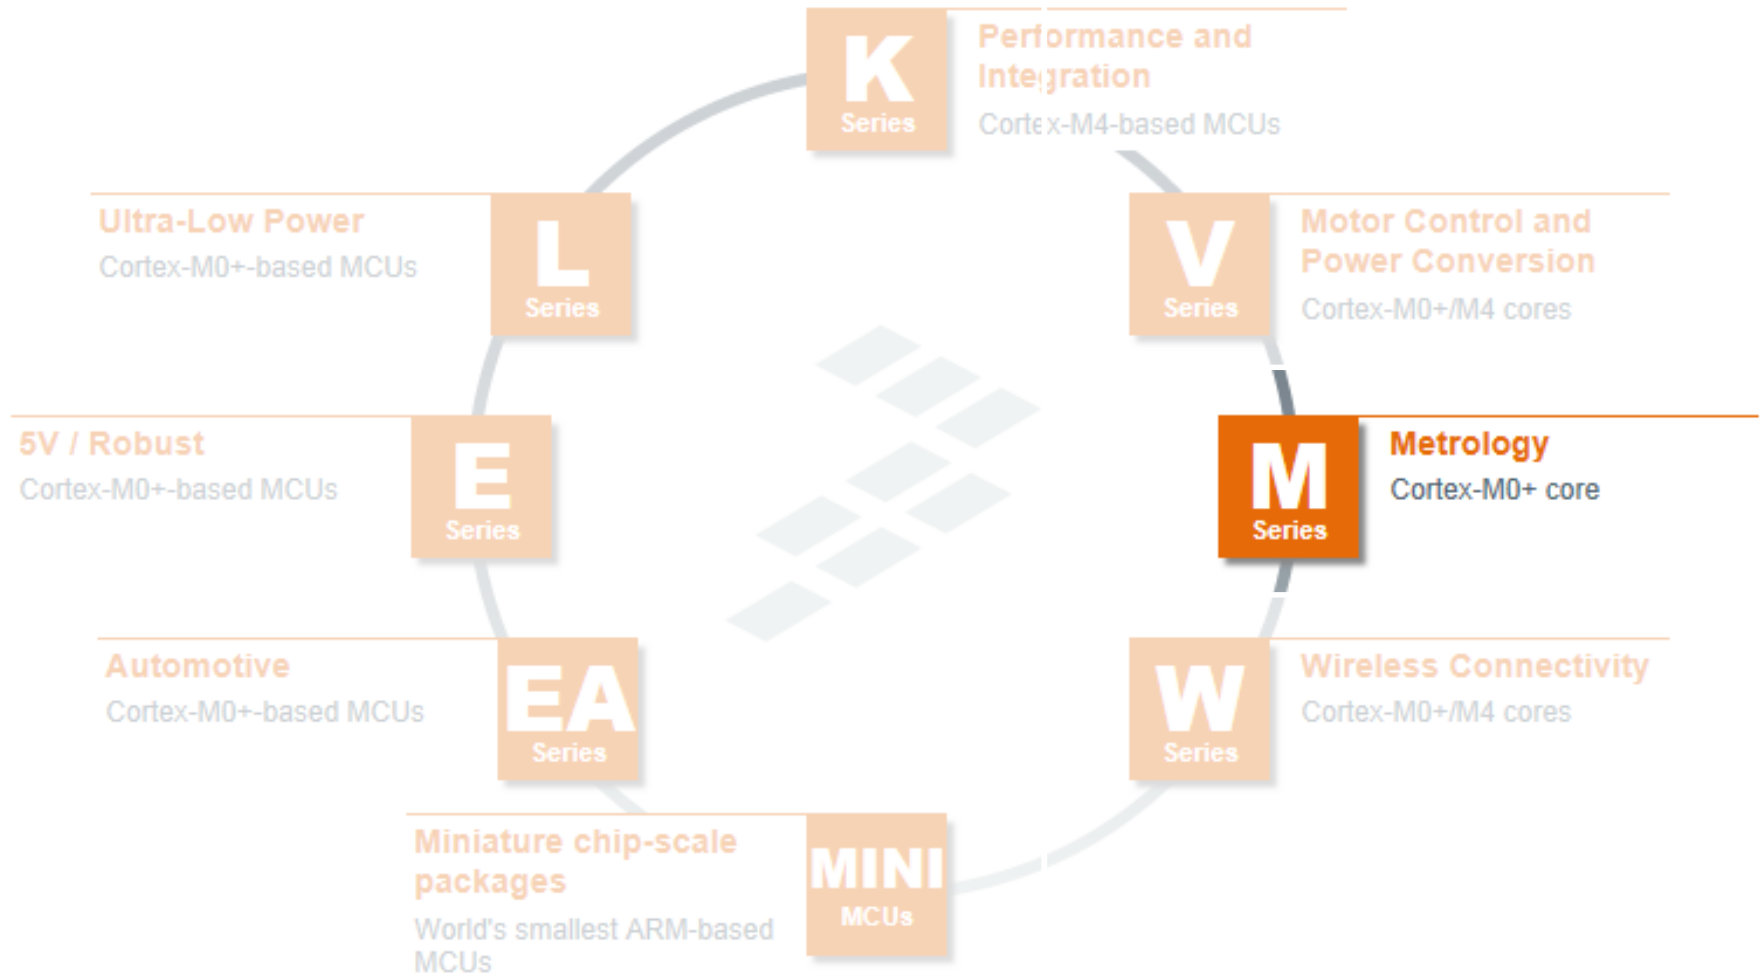 K
Series
Performance and
Integration
Cortex-M4-based MCUs
Ultra-Low Power
Cortex-M0+-based MCUs
L
Series
V
Series
Motor Control and
Power Conversion
Cortex-M0+/M4 cores
5V / Robust
Cortex-M0+-based MCUs
E
Series
M
Series
Metrology
Cortex-M0+ core
Automotive
Cortex-M0+-based MCUs
EA
Series
W
Series
Wireless Connectivity
Cortex-M0+/M4 cores
Miniature chip-scale
packages
World's smallest ARM-based
MCUs
MINI
MCUs